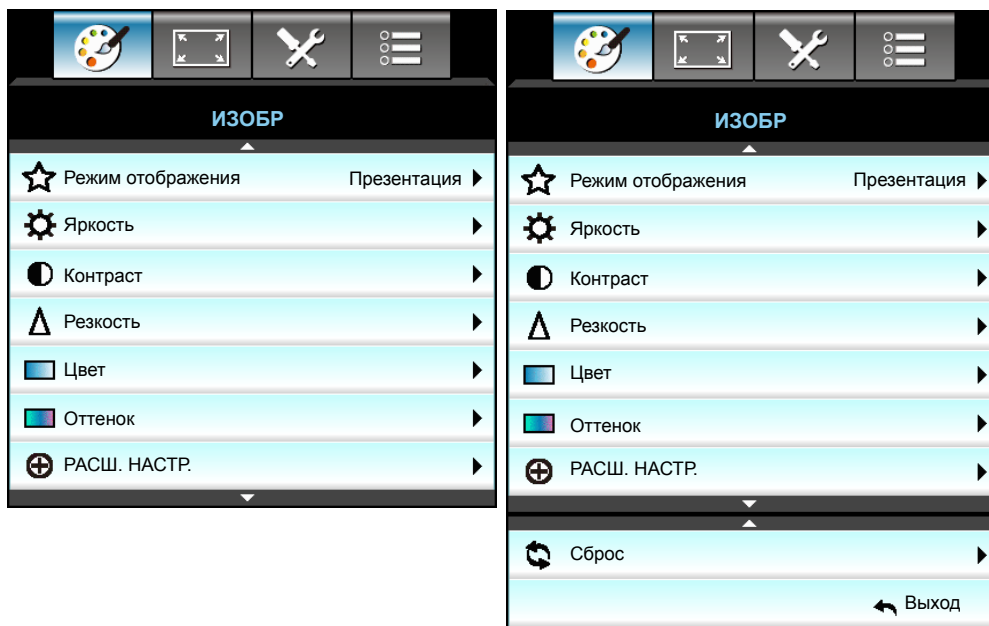 ИЗОБР
Режим отображения Презентация
Яркость
Контраст
Резкость
Цвет
Оттенок
РАСШ. НАСТР.
ИЗОБР
Режим отображения Презентация
Яркость
Контраст
Резкость
Цвет
Оттенок
РАСШ. НАСТР.
Сброс
Выход